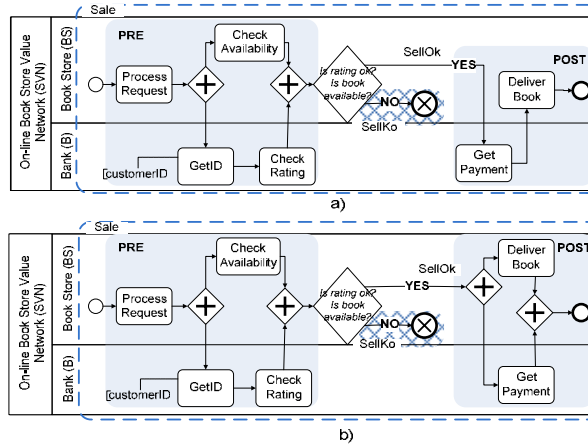 Sale
On-line Book Store Value
Network (SVN)
Book Store (BS)
Bank (B)
PRE
Check
Availability
Process
Request
Is rating ok?
Is book
available?
SellOk
YES
NO
SellKo
POST
Deliver
Book
[customerID
GetID
Check
Rating
Get
Payment
a)
Sale
On-line Book Store Value
Network (SVN)
Book Store (BS)
Bank (B)
PRE
Check
Availability
Process
Request
Is rating ok?
Is book
available?
SellOk
YES
NO
SellKo
POST
Deliver
Book
[customerID
GetID
Check
Rating
Get
Payment
b)